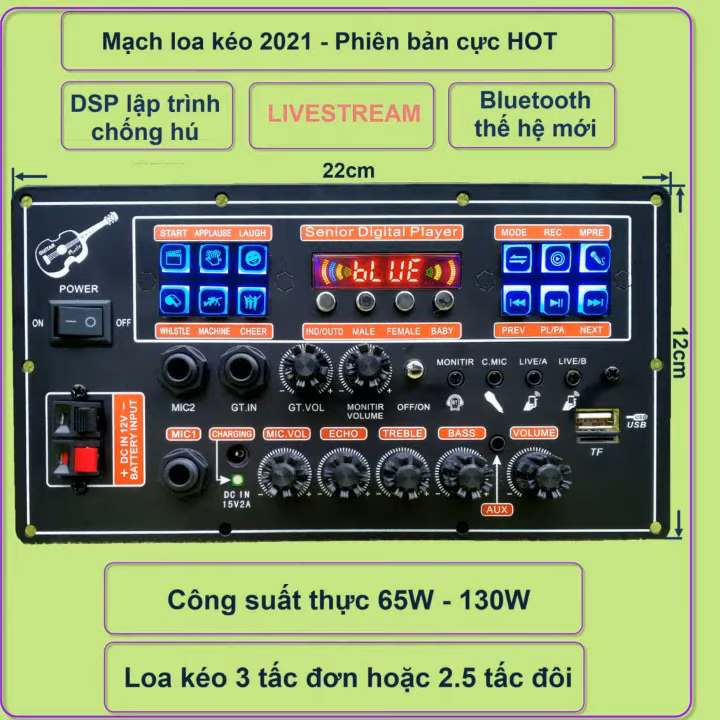 Mạch loa kéo 2021 - Phiên bản cực HOT
DSP lập trình
chống hú
LIVESTREAM
Bluetooth
thế hệ mới
22cm
12cm
GUITAR
START APPLAUSE LAUGH
Senior Digital Player
MODE REC MPRE
bLUE
POWER
ON
OFF
WHLSTLE MACHINE CHEER
IND/OUTD MALE FEMALE BABY
PREV PL/PA NEXT
MONITIR C.MIC LIVE/A LIVE/B
MIC2
GT.IN
GT.VOL
MONITIR
VOLUME
OFF/ON
USB
TF
+ DC IN 12V -
BATTERY INPUT
MIC1
CHARGING
MIC.VOL
ECHO
TREBLE
BASS
VOLUME
DC IN
15V2A
AUX
Công suất thực 65W - 130W
Loa kéo 3 tấc đơn hoặc 2.5 tấc đôi